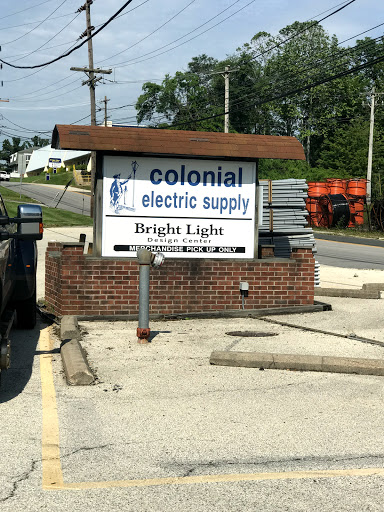 colonial
electric supply
Bright Light
Design Center
MERCHANDISE PICK UP ONLY